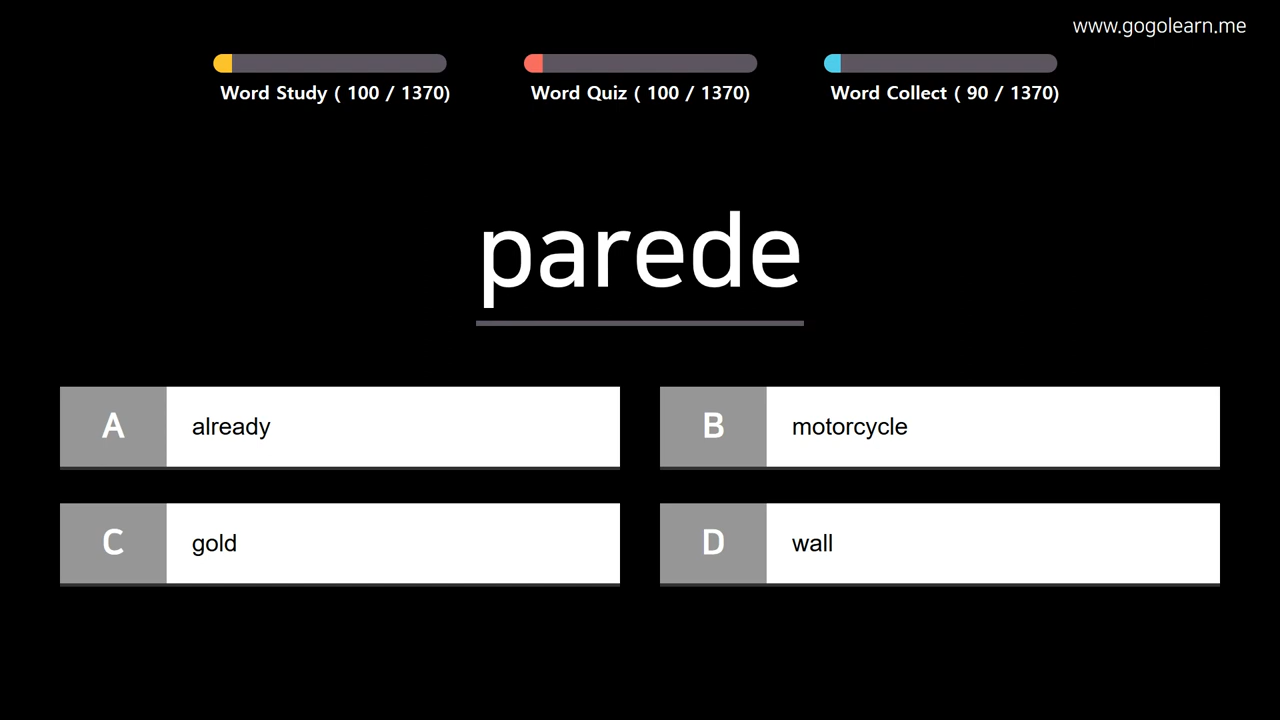 www.gogolearn.me
Word Study ( 100 / 1370)
Word Quiz ( 100 / 1370)
Word Collect ( 90 / 1370)
parede
A already
B motorcycle
C gold
D wall